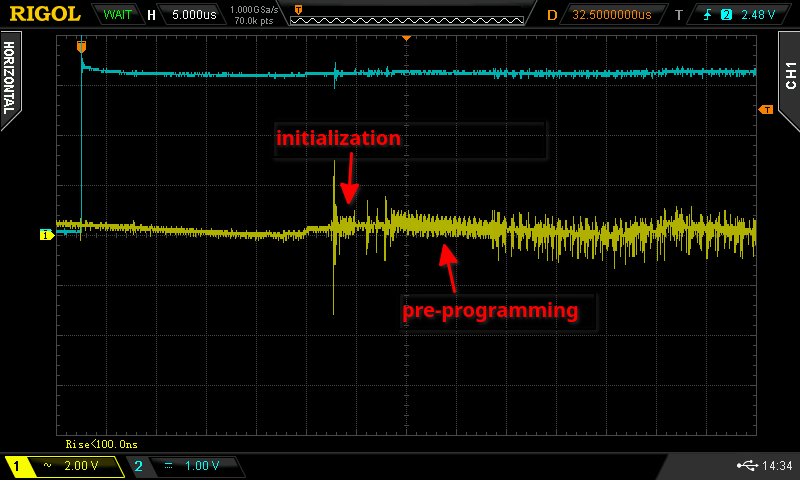 RIGOL WAIT H 5.000us 1.000GSa/s D 32.5000000us T 2 2.48 V
70.0k pts
T
HORIZONTAL
CH1
T
initialization
1
pre-programming
Rise<100.0ns
1 ~ 2.00 V 2 1.00 V 14:34